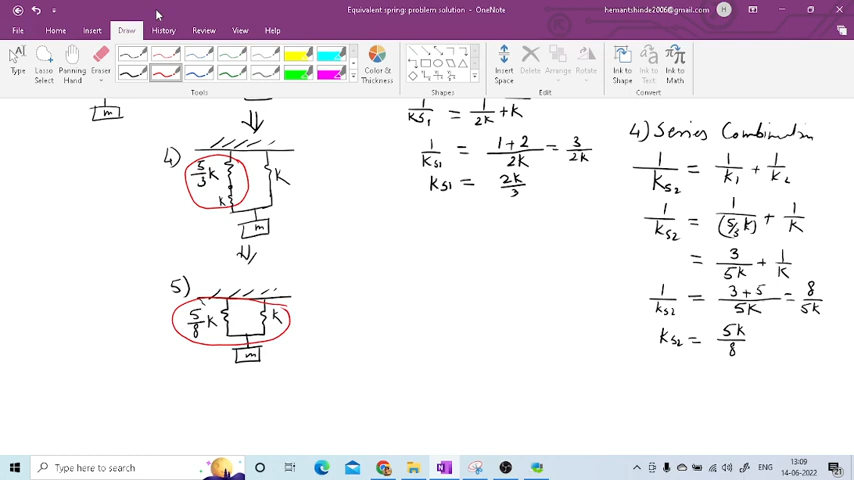 Equivalent spring: problem solution - OneNote
hemantshinde2006@gmail.com
H
File
Home
Insert
Draw
History
Review
View
Help
Type
Lasso Select
Panning Hand
Eraser
Color & Thickness
Insert Space
Delete
Arrange
Rotate
Ink to Shape
Ink to Text
Ink to Math
Tools
Shapes
Edit
Convert
m
4)
5/3 K
K
K
m
5)
5/8 K
K
m
1/KS1 = 1/2K + K
1/KS1 = 1+2/2K = 3/2K
KS1 = 2K/3
4) Series Combination
1/KS2 = 1/K1 + 1/K2
1/KS2 = 1/(5/3 K) + 1/K
= 3/5K + 1/K
1/KS2 = 3+5/5K = 8/5K
KS2 = 5K/8
Type here to search
ENG
13:09
14-06-2022
21